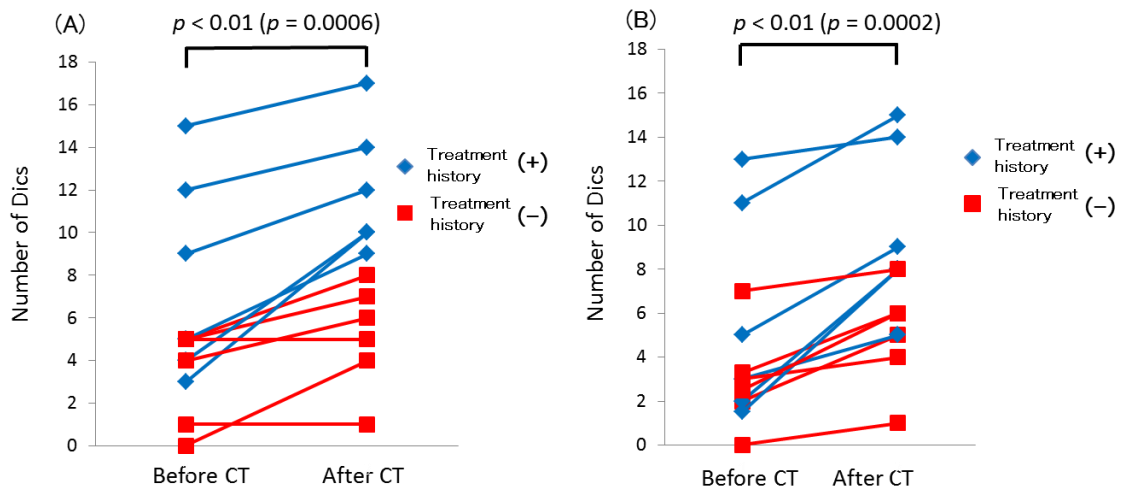 (A)
p < 0.01 (p = 0.0006)
18
16
14
12
10
8
6
4
2
0
Number of Dics
Before CT
After CT
Treatment
history (+)
Treatment
history (−)
(B)
p < 0.01 (p = 0.0002)
18
16
14
12
10
8
6
4
2
0
Number of Dics
Before CT
After CT
Treatment
history (+)
Treatment
history (−)